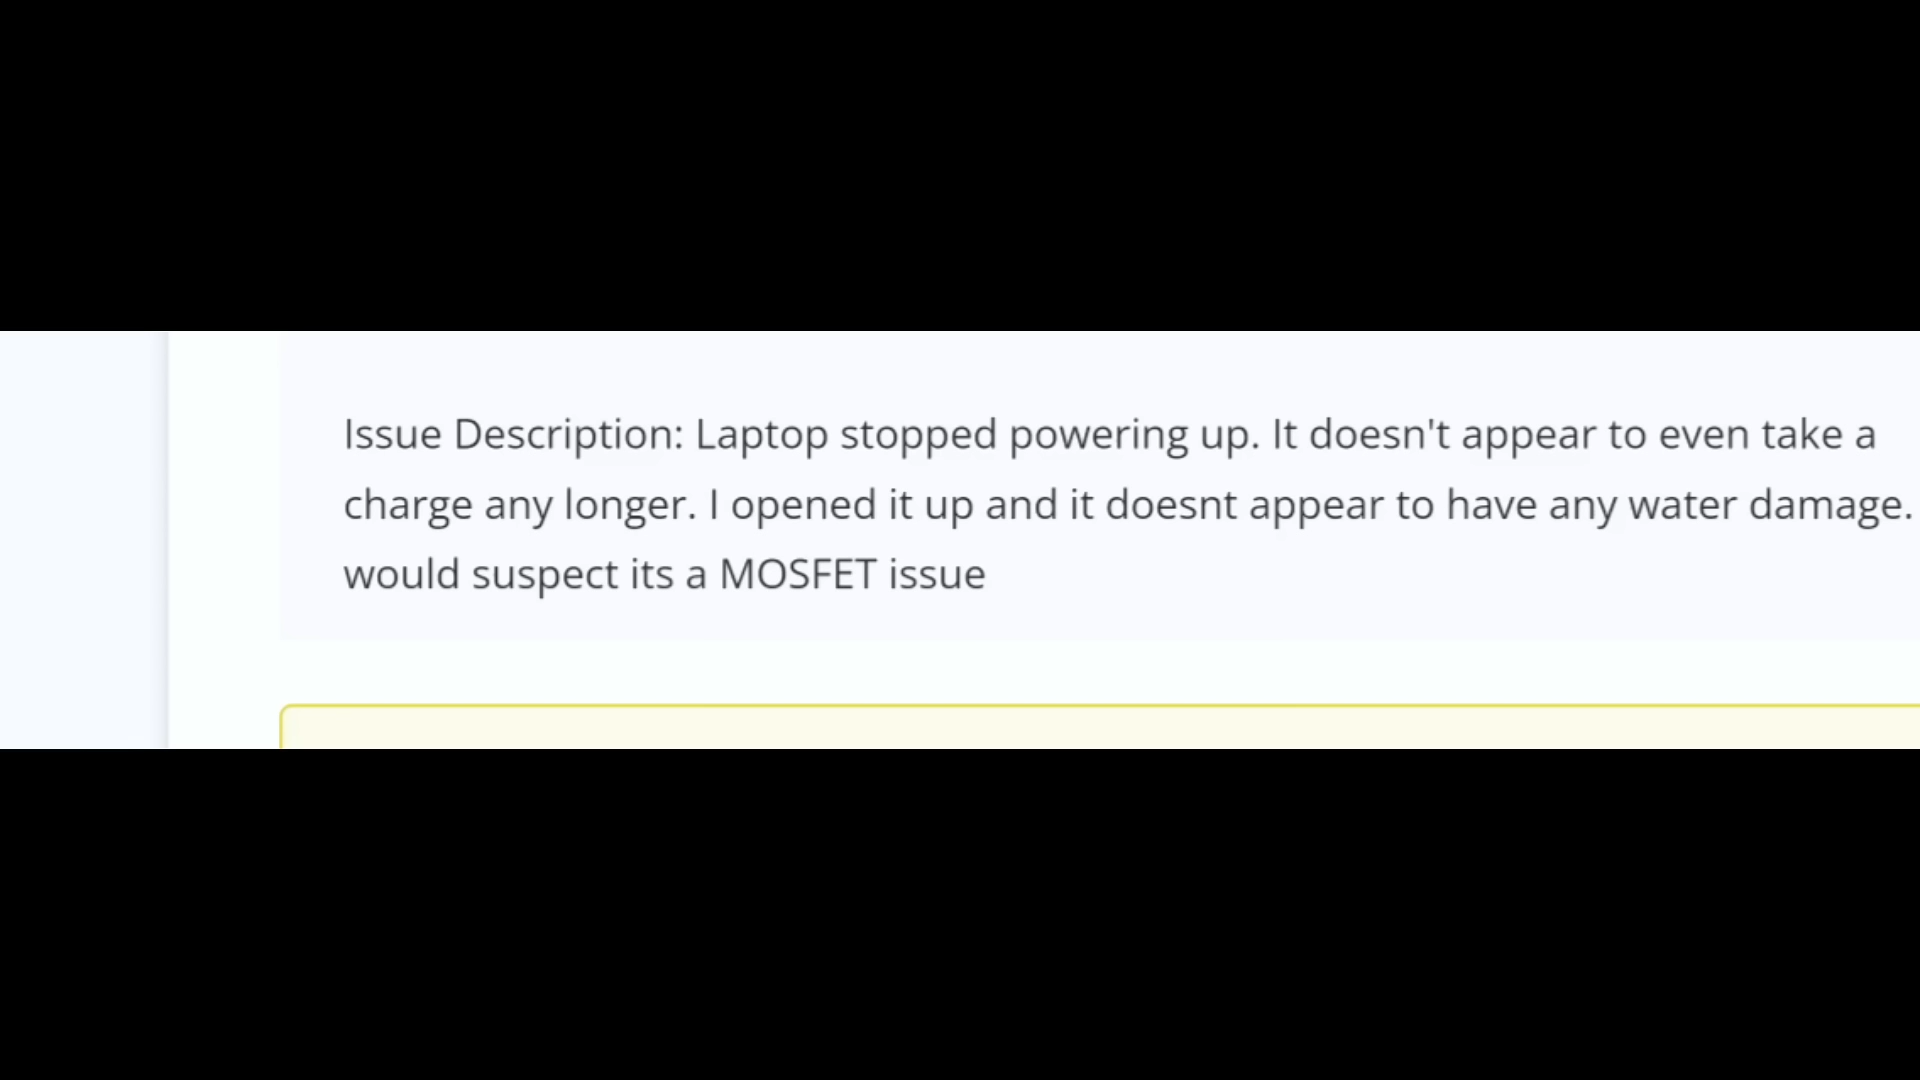 Issue Description: Laptop stopped powering up. It doesn't appear to even take a
charge any longer. I opened it up and it doesnt appear to have any water damage.
would suspect its a MOSFET issue